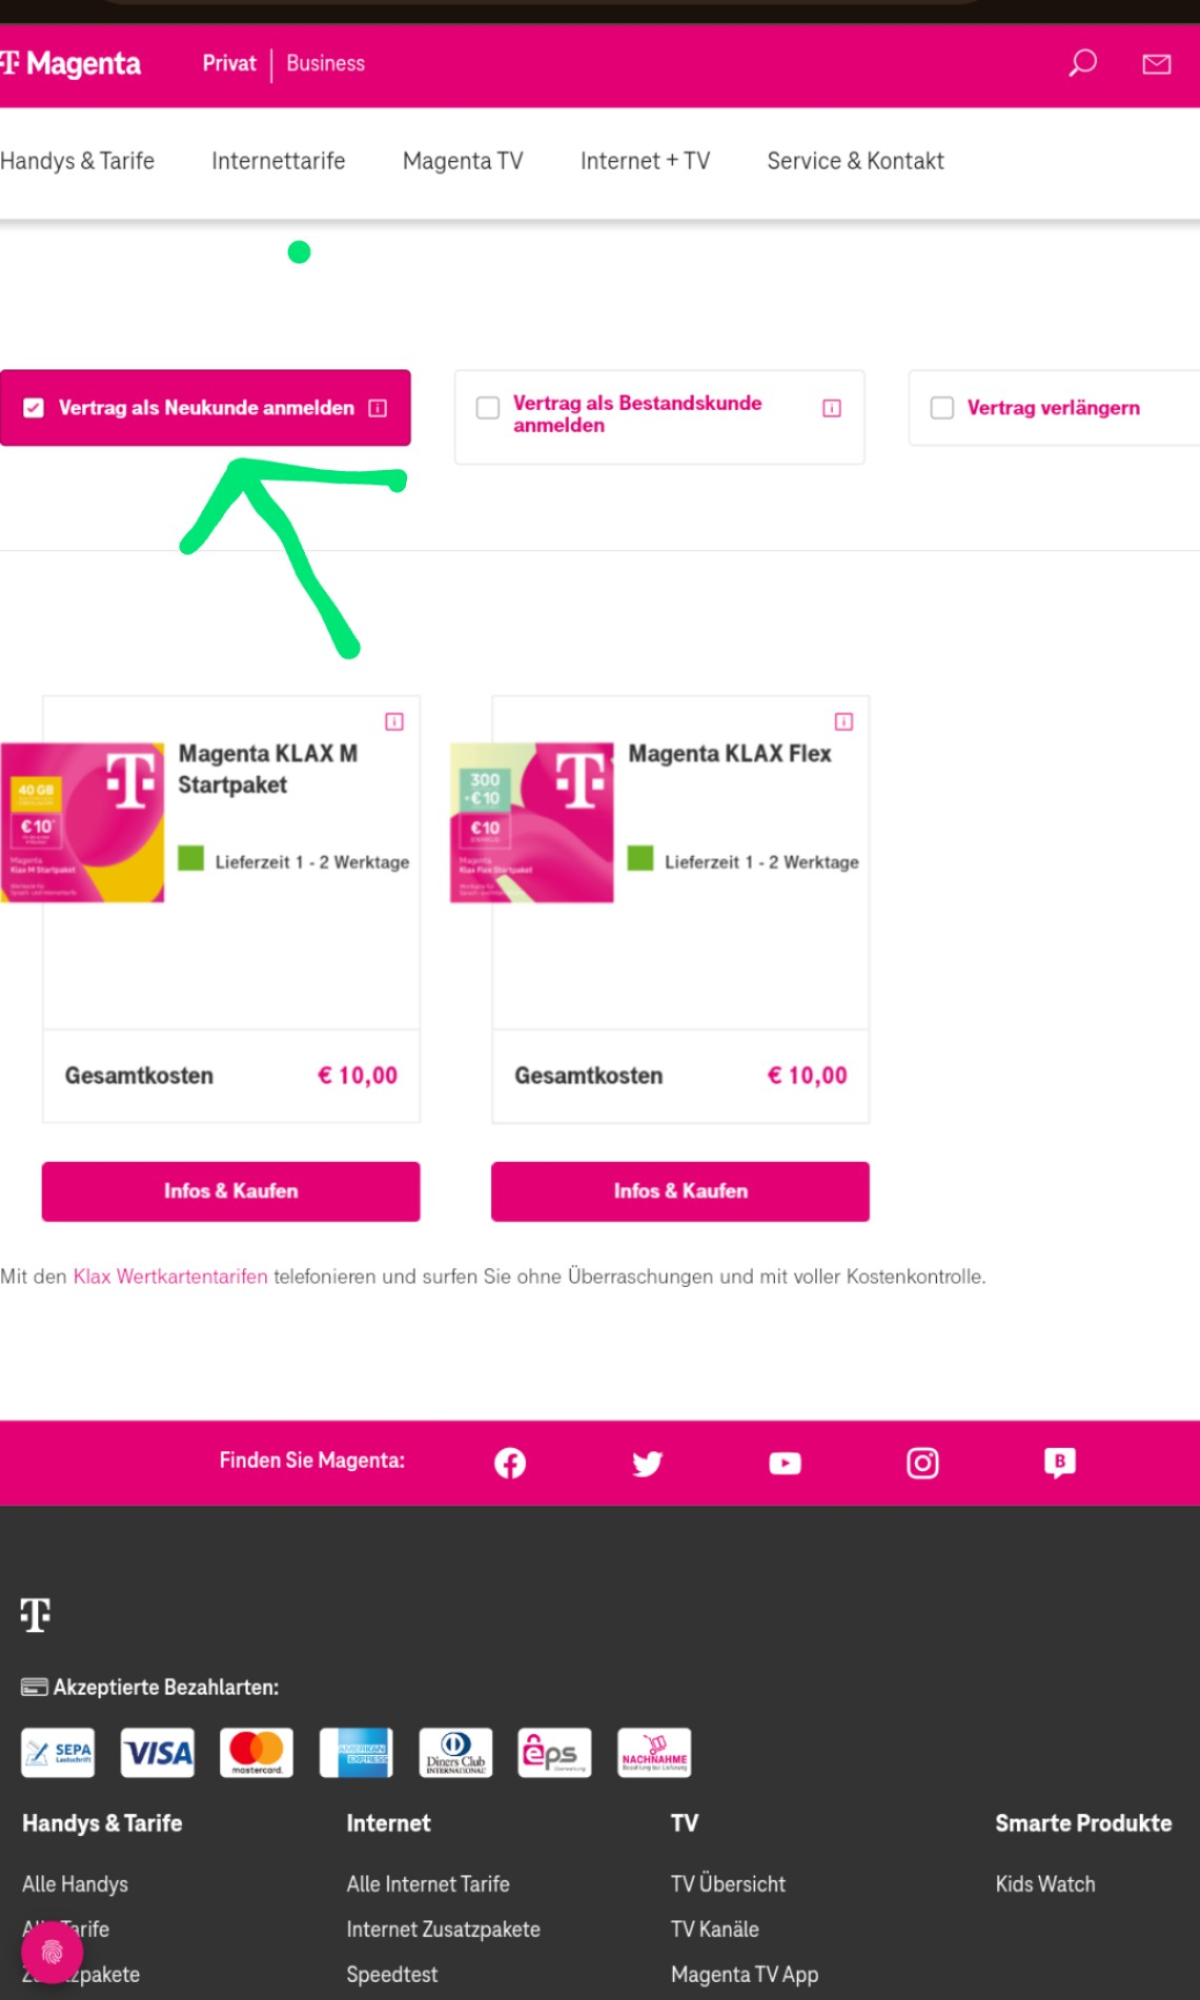 Magenta
Privat | Business
Handys & Tarife
Internettarife
Magenta TV
Internet + TV
Service & Kontakt
Vertrag als Neukunde anmelden
Vertrag als Bestandskunde
anmelden
Vertrag verlängern
40 GB
€10
Magenta
Klax M Startpaket
Magenta KLAX M
Startpaket
Lieferzeit 1 - 2 Werktage
300
+€10
€10
Magenta
Klax Flex Startpaket
Magenta KLAX Flex
Lieferzeit 1 - 2 Werktage
Gesamtkosten € 10,00
Gesamtkosten € 10,00
Infos & Kaufen
Infos & Kaufen
Mit den Klax Wertkartentarifen telefonieren und surfen Sie ohne Überraschungen und mit voller Kostenkontrolle.
Finden Sie Magenta:
Akzeptierte Bezahlarten:
SEPA
Lastschrift
VISA
mastercard.
AMERICAN
EXPRESS
Diners Club
INTERNATIONAL
eps
NACHNAHME
Bezahlung bei Lieferung
Handys & Tarife
Alle Handys
Tarife
Internet
Alle Internet Tarife
Internet Zusatzpakete
Speedtest
TV
TV Übersicht
TV Kanäle
Magenta TV App
Smarte Produkte
Kids Watch